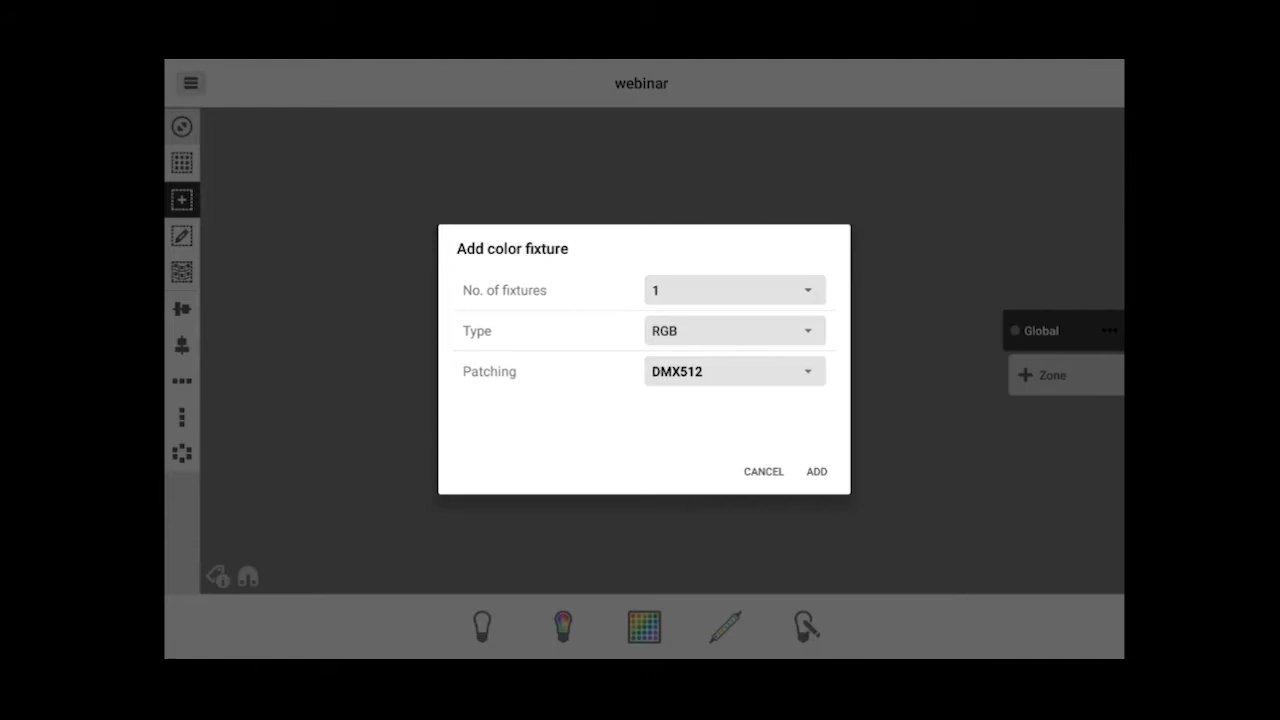 webinar
Add color fixture
No. of fixtures 1
Type RGB
Patching DMX512
CANCEL ADD
Global
Zone